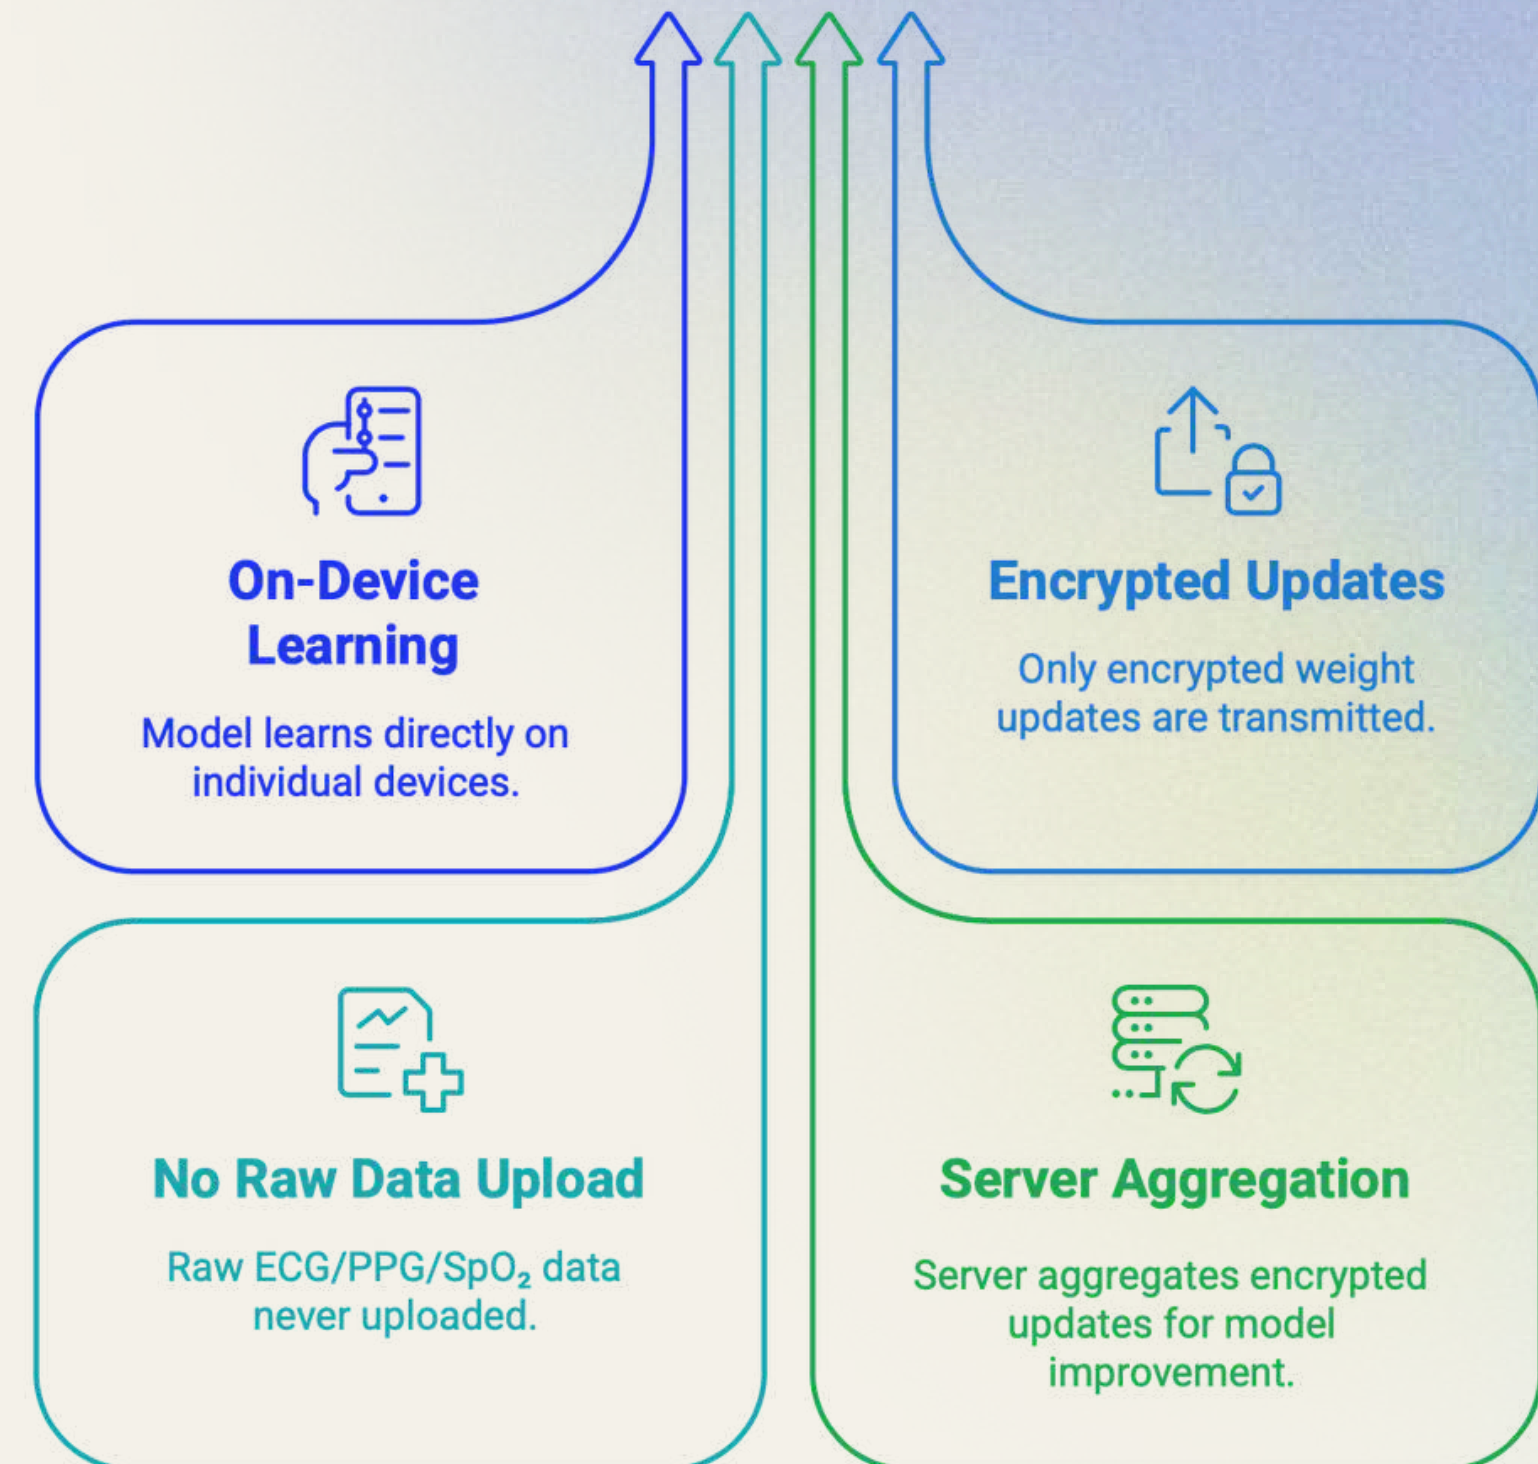 On-Device
Learning
Model learns directly on
individual devices.
Encrypted Updates
Only encrypted weight
updates are transmitted.
No Raw Data Upload
Raw ECG/PPG/SpO₂ data
never uploaded.
Server Aggregation
Server aggregates encrypted
updates for model
improvement.